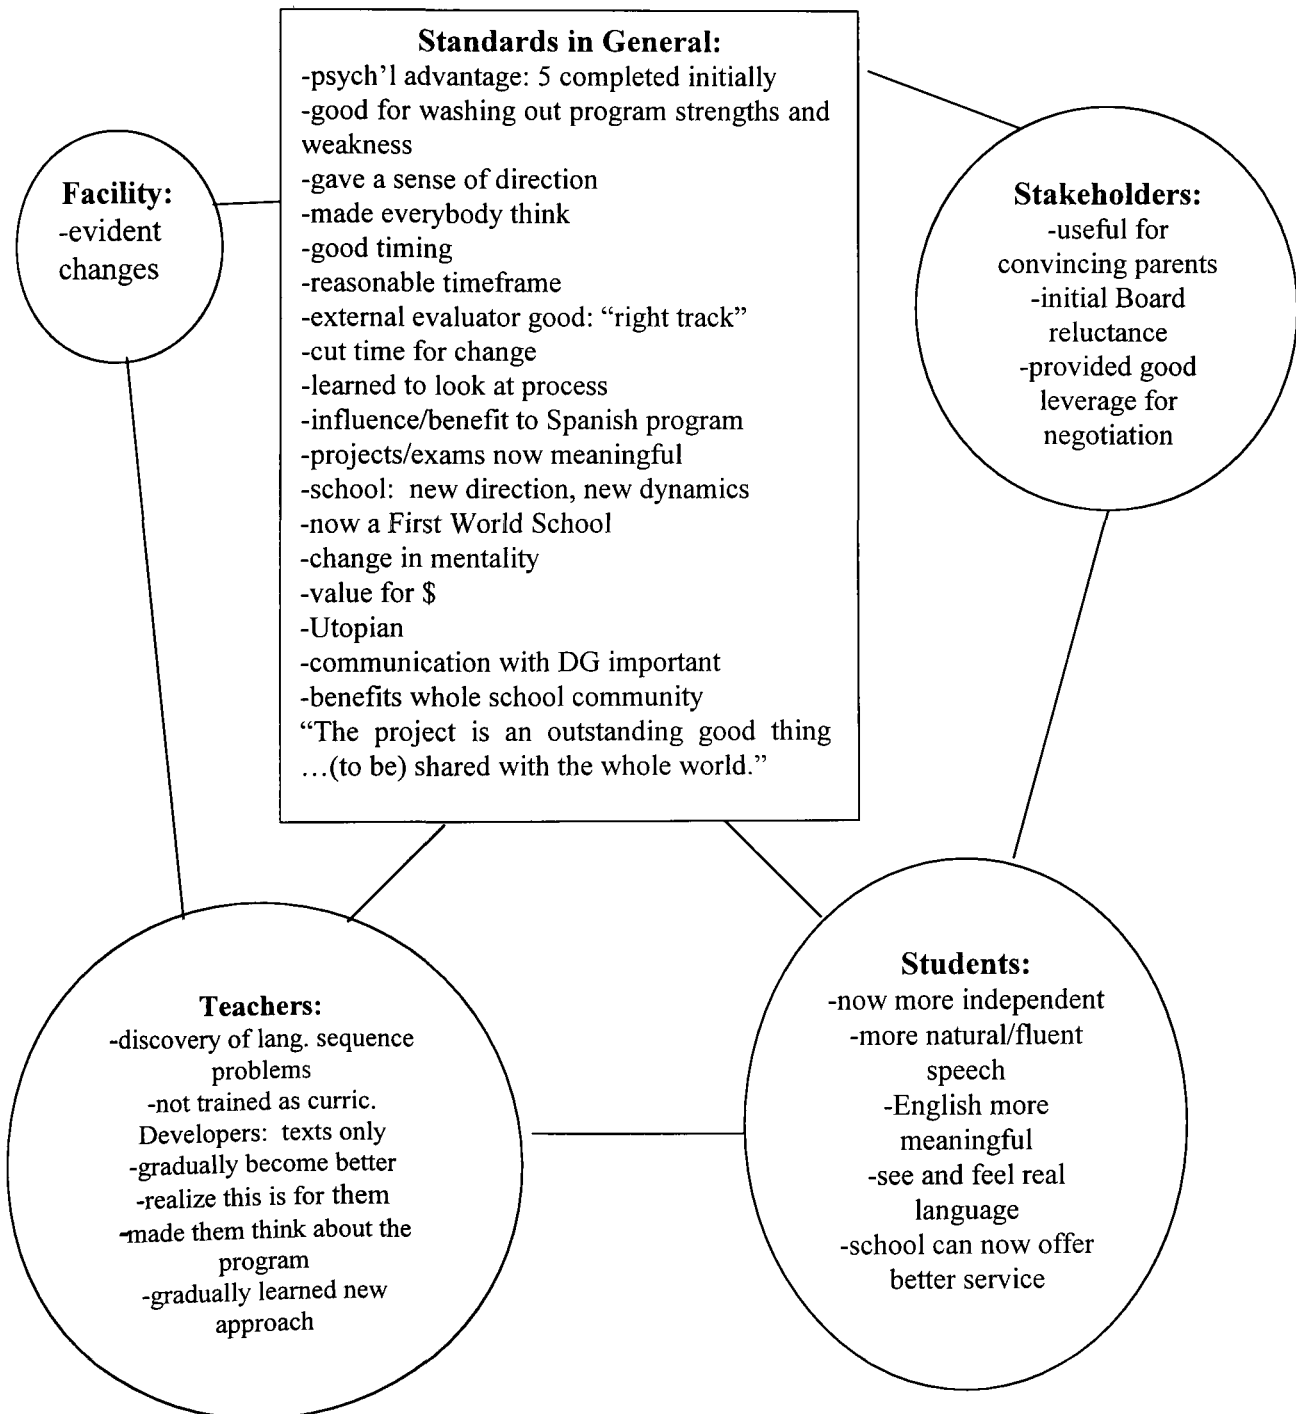 Standards in General:
-psych’l advantage: 5 completed initially
-good for washing out program strengths and
weakness
-gave a sense of direction
-made everybody think
-good timing
-reasonable timeframe
-external evaluator good: “right track”
-cut time for change
-learned to look at process
-influence/benefit to Spanish program
-projects/exams now meaningful
-school: new direction, new dynamics
-now a First World School
-change in mentality
-value for $
-Utopian
-communication with DG important
-benefits whole school community
“The project is an outstanding good thing
…(to be) shared with the whole world.”
Facility:
-evident
changes
Stakeholders:
-useful for
convincing parents
-initial Board
reluctance
-provided good
leverage for
negotiation
Teachers:
-discovery of lang. sequence
problems
-not trained as curric.
Developers: texts only
-gradually become better
-realize this is for them
-made them think about the
program
-gradually learned new
approach
Students:
-now more independent
-more natural/fluent
speech
-English more
meaningful
-see and feel real
language
-school can now offer
better service